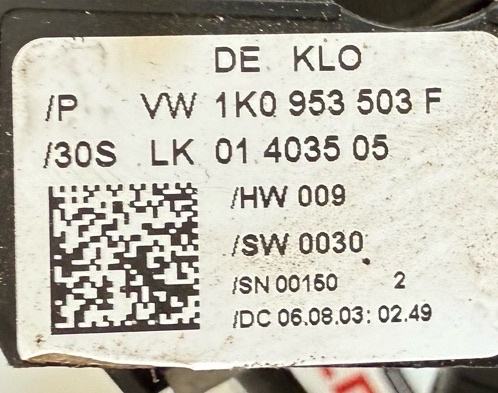 DE KLO
/P VW 1K0 953 503 F
/30S LK 01 4035 05
/HW 009
/SW 0030
/SN 00150 2
/DC 06.08.03: 02.49